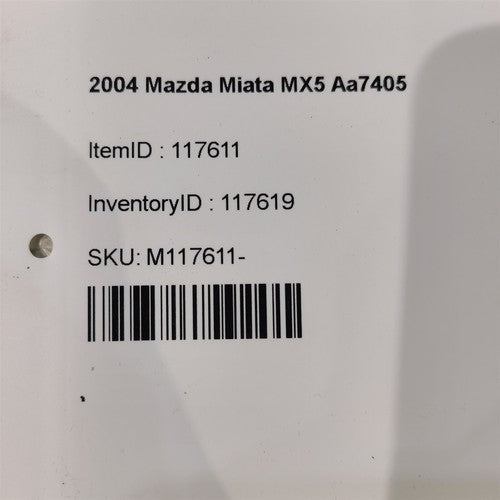 2004 Mazda Miata MX5 Aa7405
ItemID : 117611
InventoryID : 117619
SKU: M117611-